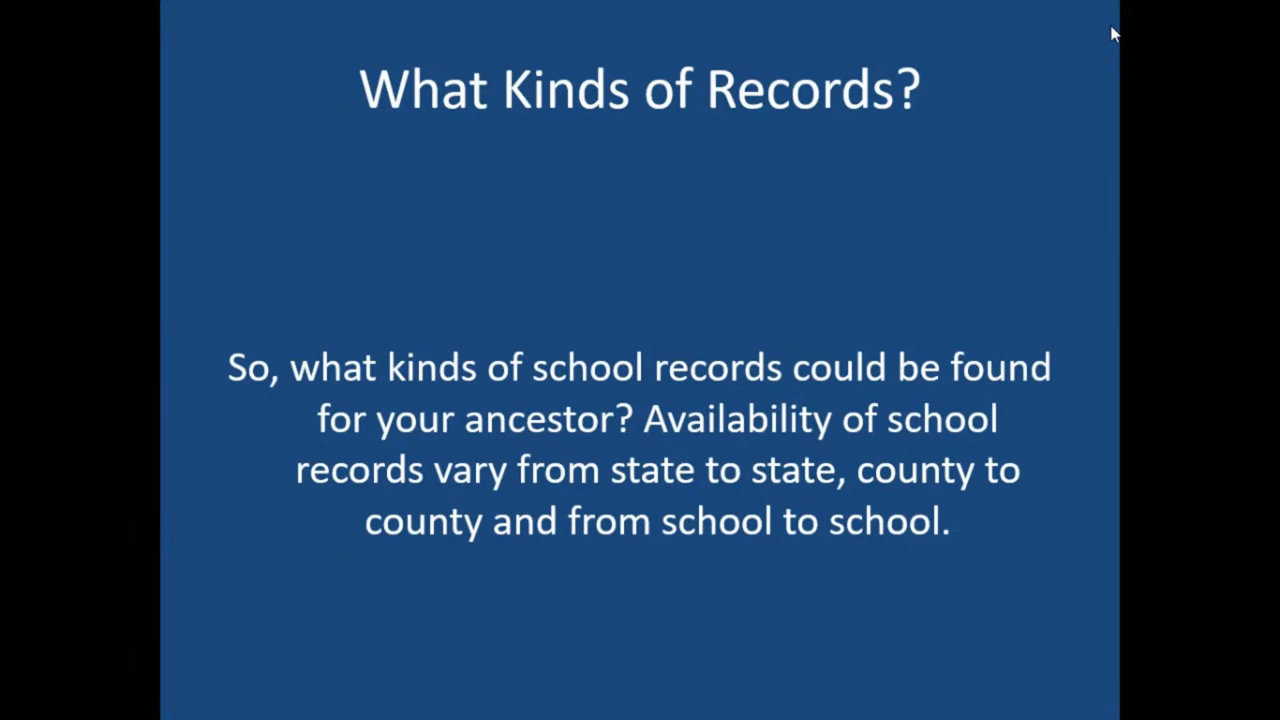 What Kinds of Records?
So, what kinds of school records could be found
for your ancestor? Availability of school
records vary from state to state, county to
county and from school to school.